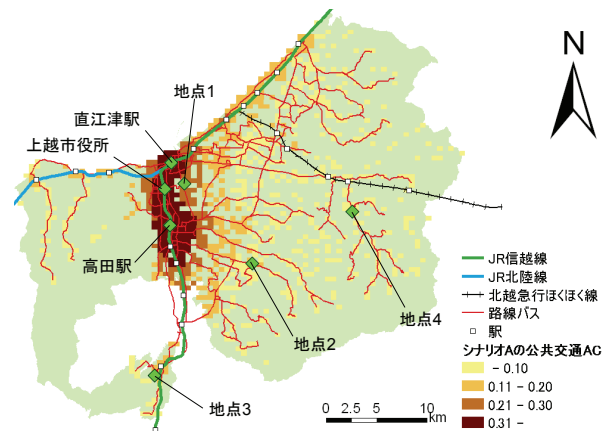 N
地点1
直江津駅
上越市役所
高田駅
地点4
地点2
地点3
JR信越線
JR北陸線
北越急行ほくほく線
路線バス
駅
シナリオAの公共交通AC
- 0.10
0.11 - 0.20
0.21 - 0.30
0.31 -
0 2.5 5 10
km